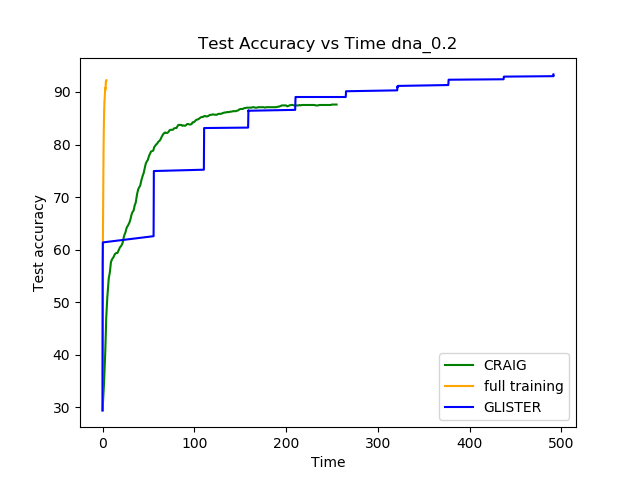 Test Accuracy vs Time dna_0.2
Test accuracy
90
80
70
60
50
40
30
0 100 200 300 400 500
Time
CRAIG
full training
GLISTER